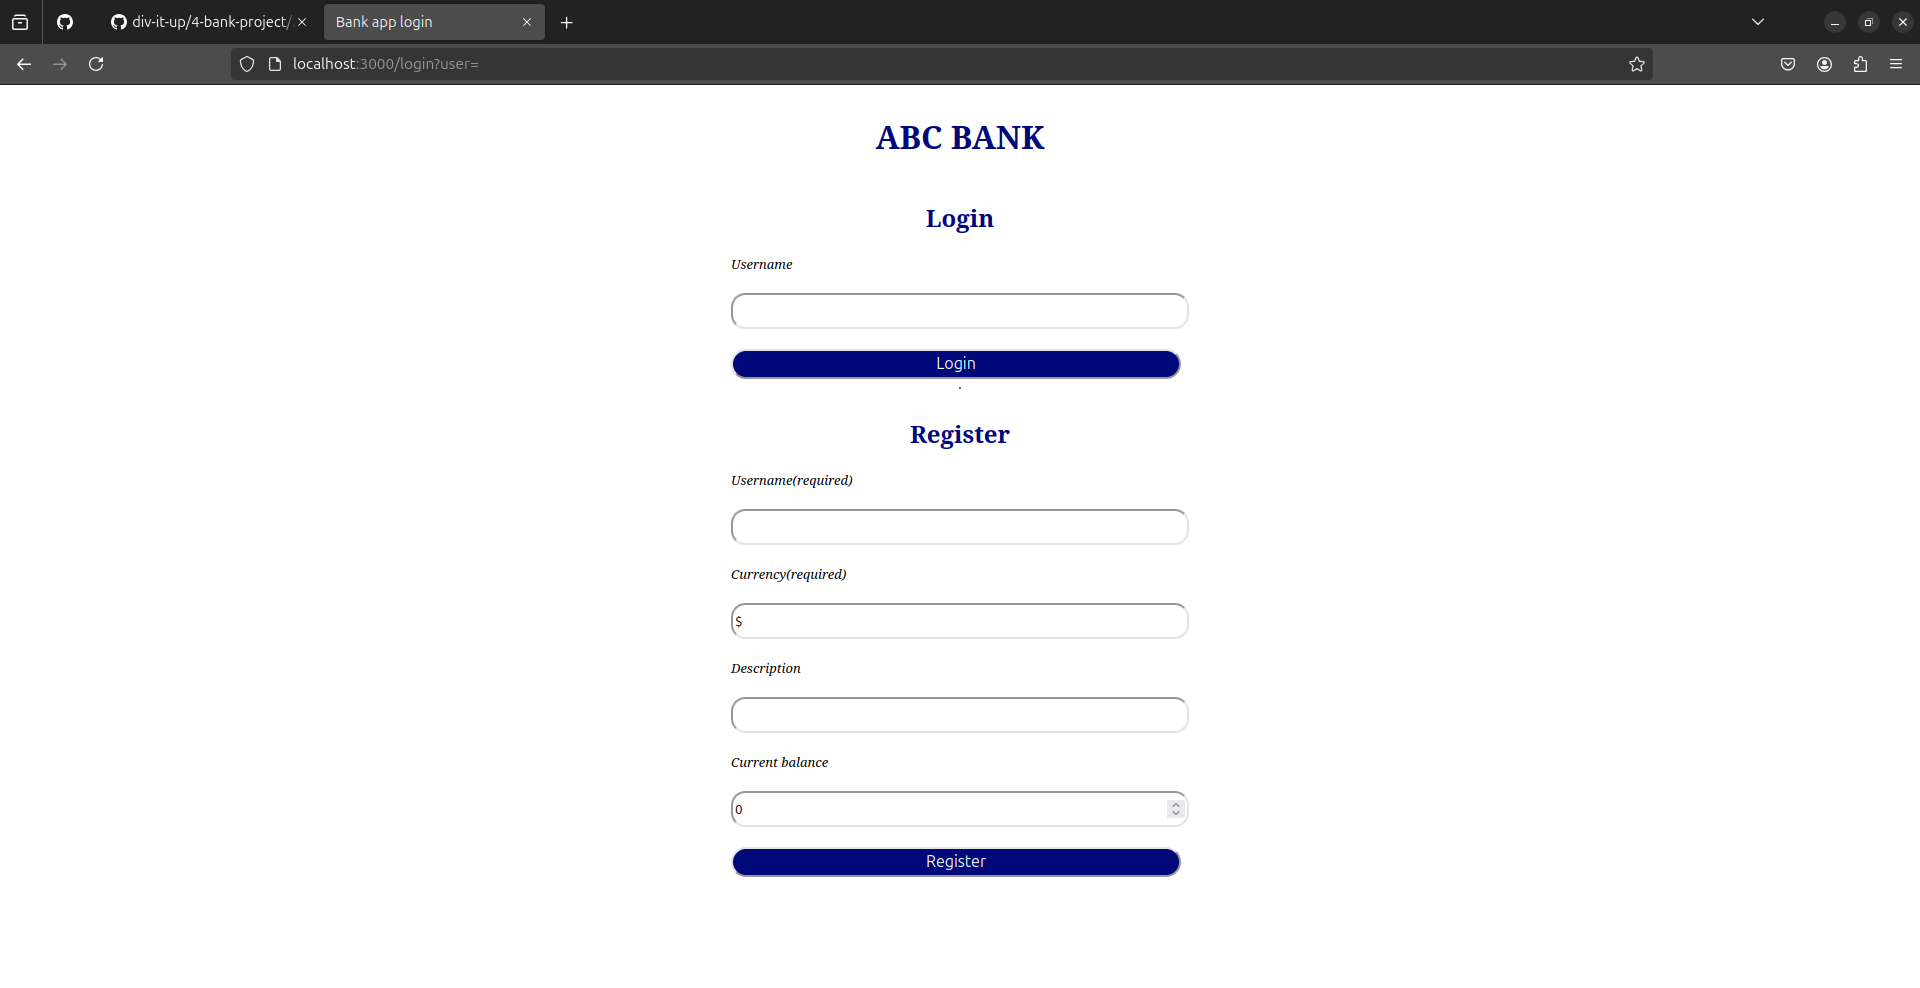 div-it-up/4-bank-project/
Bank app login
localhost:3000/login?user=
ABC BANK
Login
Username
Login
.
Register
Username(required)
Currency(required)
$
Description
Current balance
0
Register